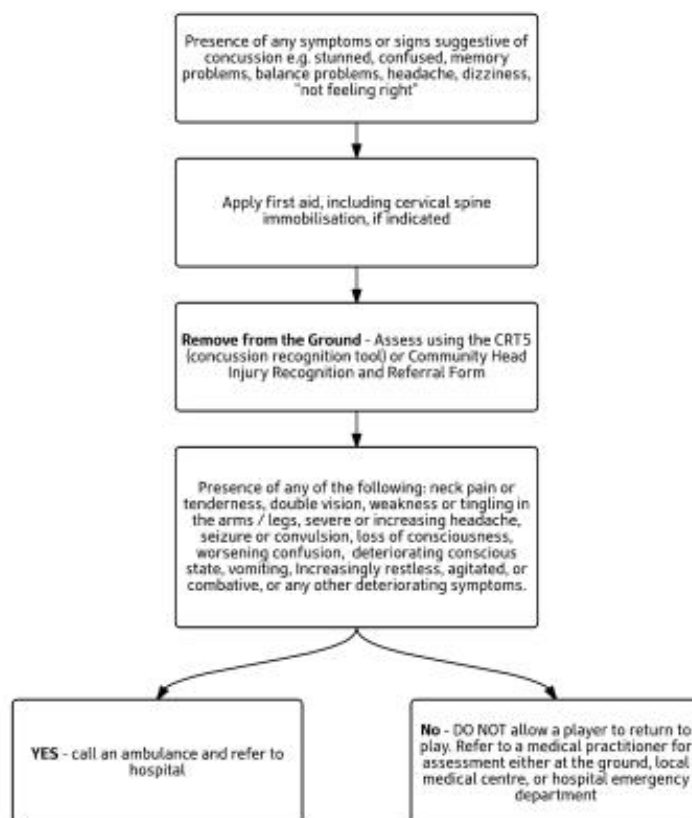 Presence of any symptoms or signs suggestive of
concussion e.g. stunned, confused, memory
problems, balance problems, headache, dizziness,
"not feeling right"
Apply first aid, including cervical spine
immobilisation, if indicated
Remove from the Ground - Assess using the CRT5
(concussion recognition tool) or Community Head
Injury Recognition and Referral Form
Presence of any of the following: neck pain or
tenderness, double vision, weakness or tingling in
the arms / legs, severe or increasing headache,
seizure or convulsion, loss of consciousness,
worsening confusion, deteriorating conscious
state, vomiting, Increasingly restless, agitated, or
combative, or any other deteriorating symptoms.
YES - call an ambulance and refer to
hospital
No - DO NOT allow a player to return to
play. Refer to a medical practitioner for
assessment either at the ground, local
medical centre, or hospital emergency
department